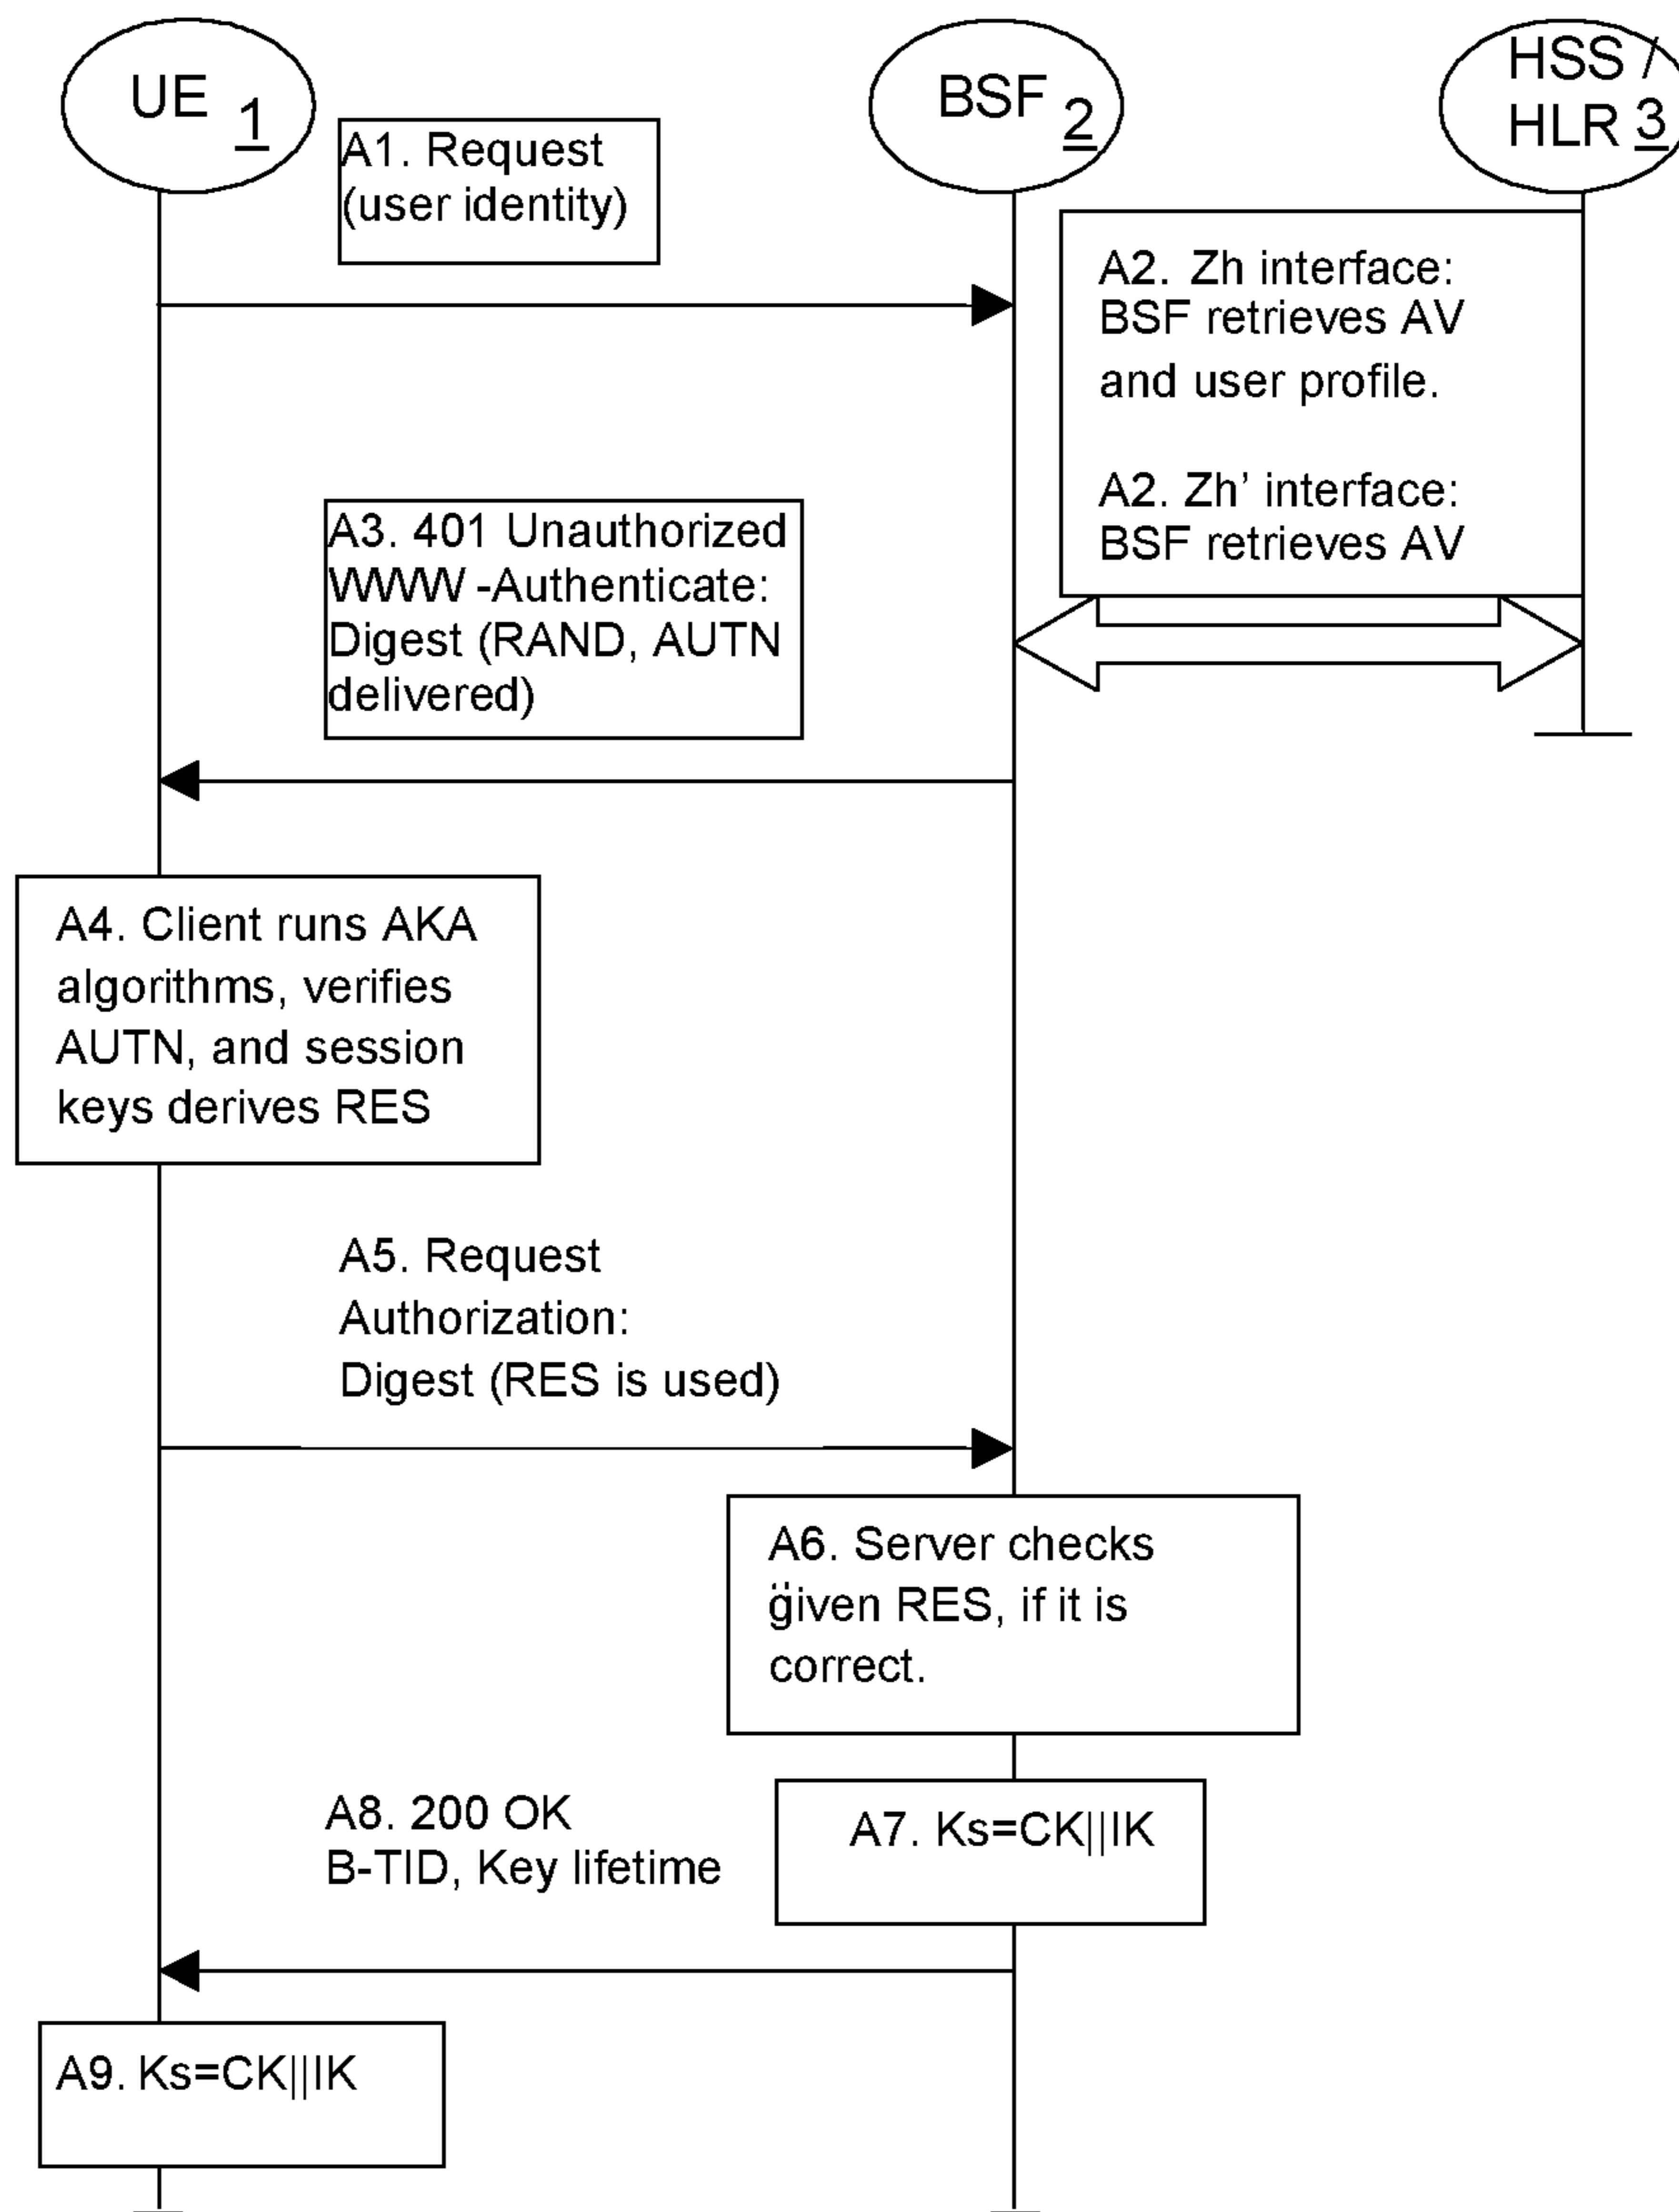 UE 1
BSF 2
HSS /
HLR 3
A1. Request
(user identity)
A2. Zh interface:
BSF retrieves AV
and user profile.
A2. Zh’ interface:
BSF retrieves AV
A3. 401 Unauthorized
WWW -Authenticate:
Digest (RAND, AUTN
delivered)
A4. Client runs AKA
algorithms, verifies
AUTN, and session
keys derives RES
A5. Request
Authorization:
Digest (RES is used)
A6. Server checks
g̈iven RES, if it is
correct.
A7. Ks=CK||IK
A8. 200 OK
B-TID, Key lifetime
A9. Ks=CK||IK